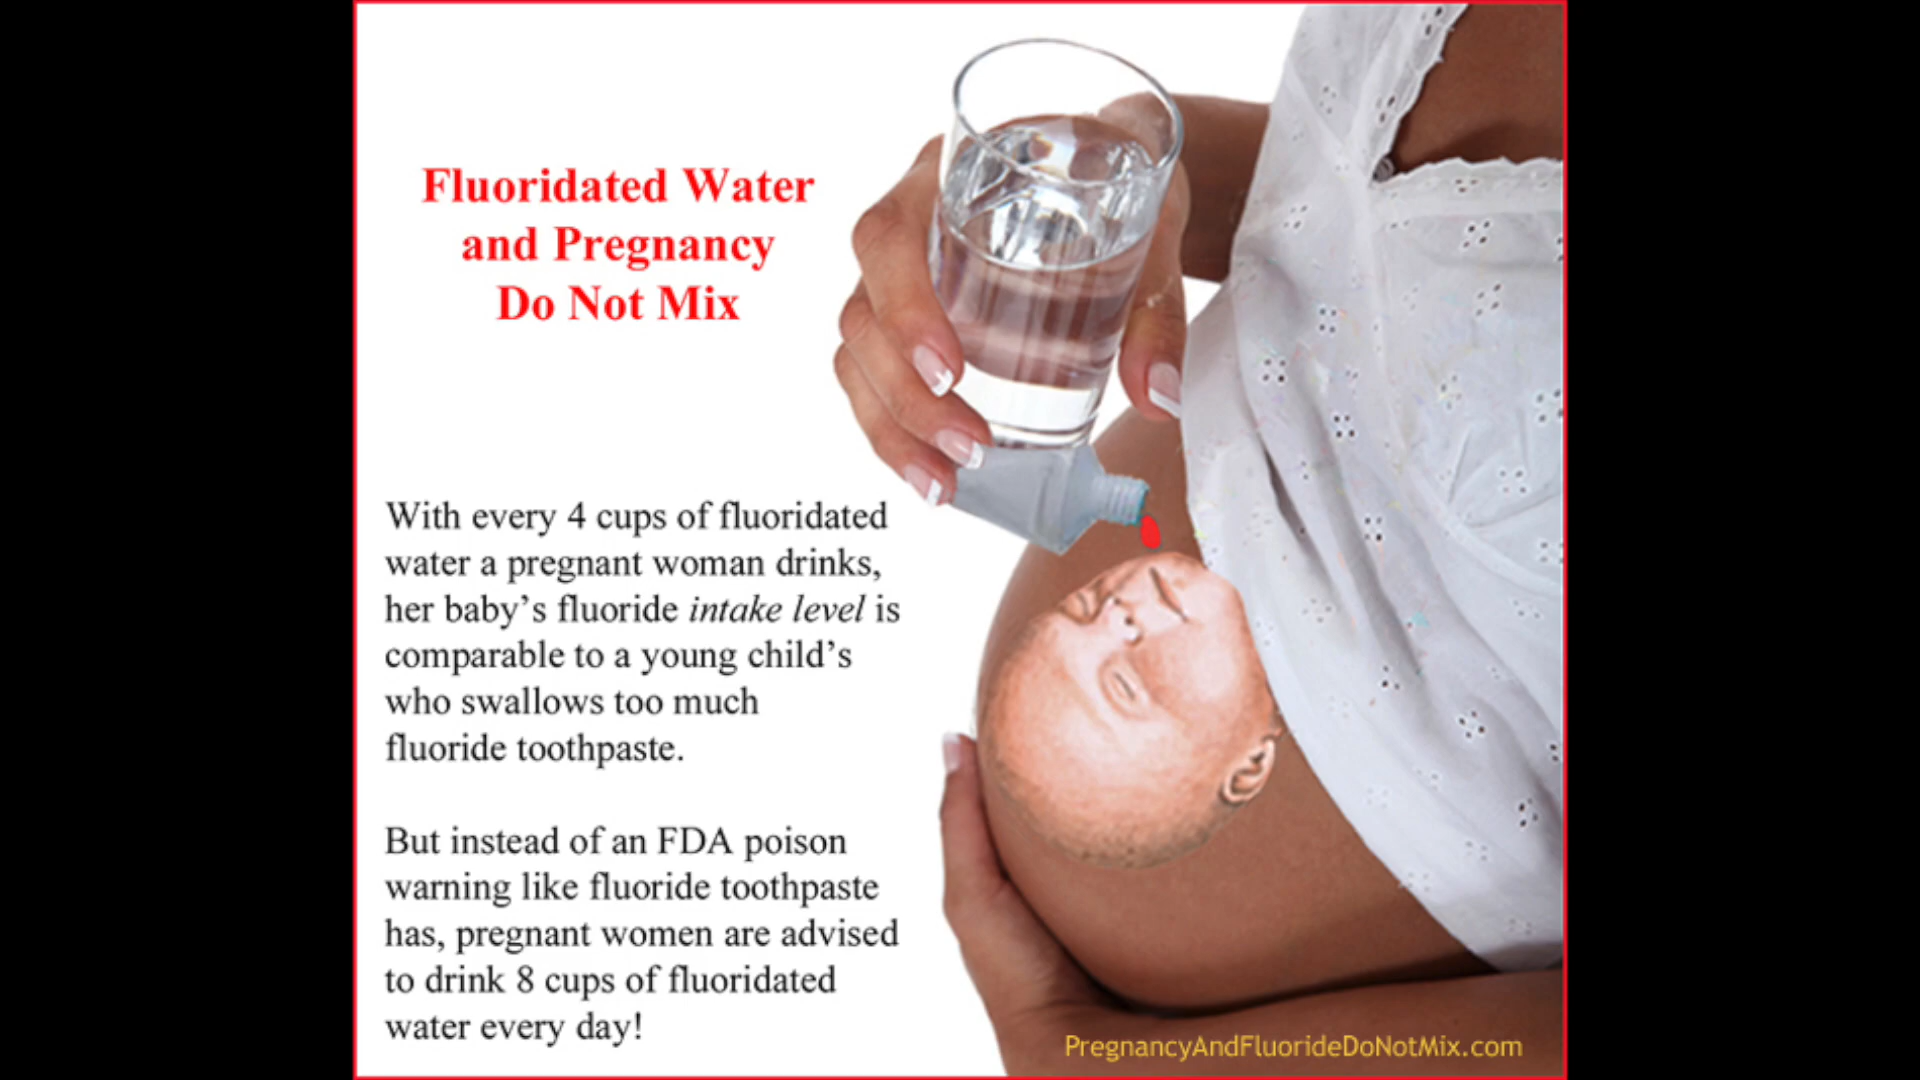 Fluoridated Water
and Pregnancy
Do Not Mix
With every 4 cups of fluoridated
water a pregnant woman drinks,
her baby’s fluoride intake level is
comparable to a young child’s
who swallows too much
fluoride toothpaste.
But instead of an FDA poison
warning like fluoride toothpaste
has, pregnant women are advised
to drink 8 cups of fluoridated
water every day!
PregnancyAndFluorideDoNotMix.com